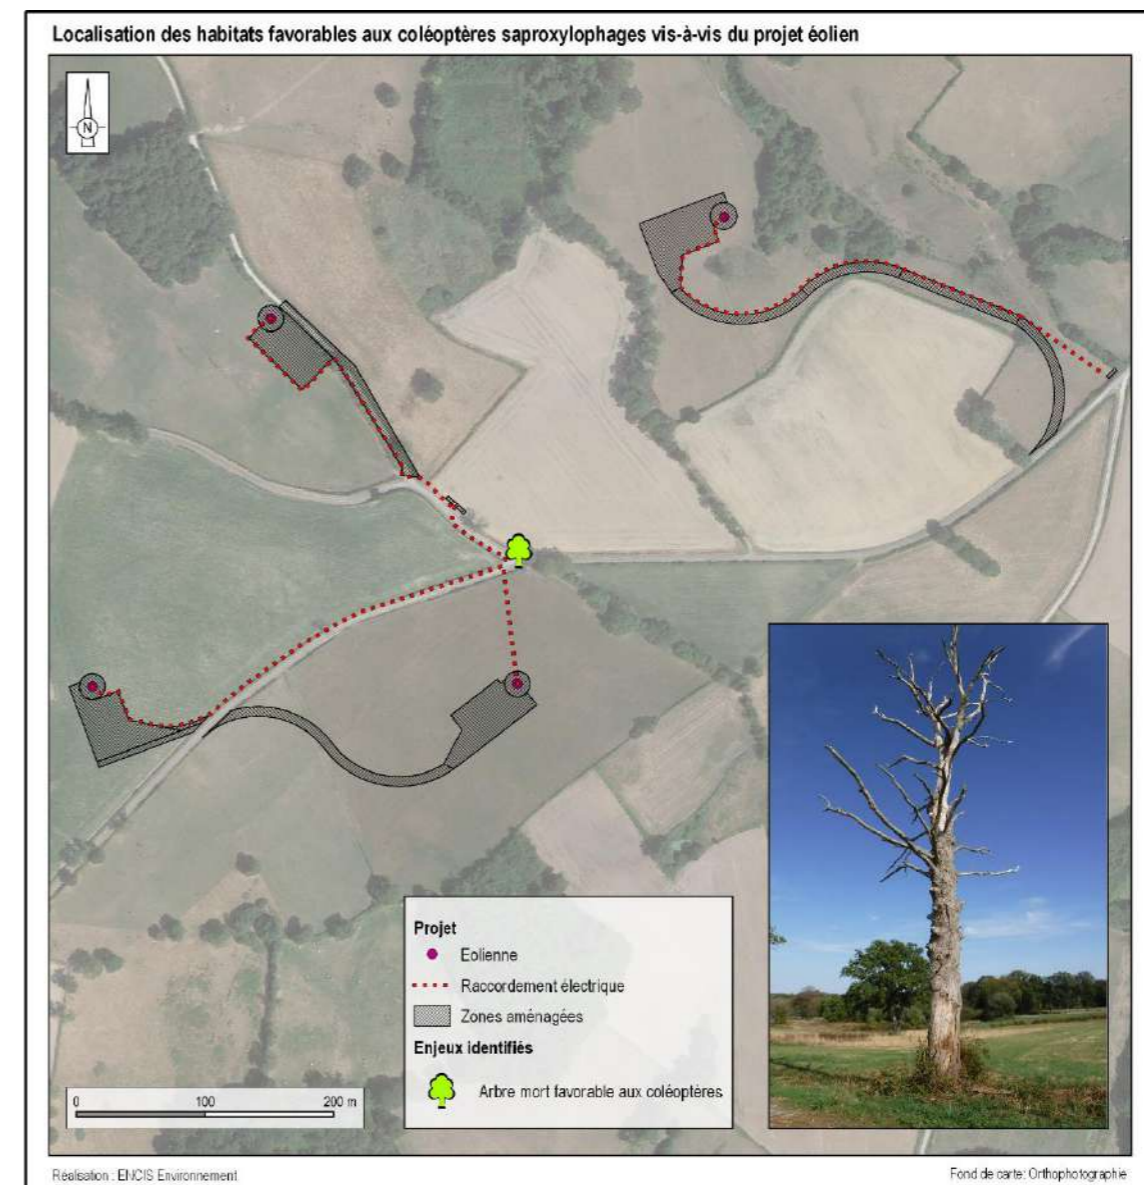 Localisation des habitats favorables aux coléoptères saproxylophages vis-à-vis du projet éolien
N
Projet
Eolienne
Raccordement électrique
Zones aménagées
Enjeux identifiés
Arbre mort favorable aux coléoptères
0 100 200 m
Réalisation : ENCIS Environnement
Fond de carte: Orthophotographie